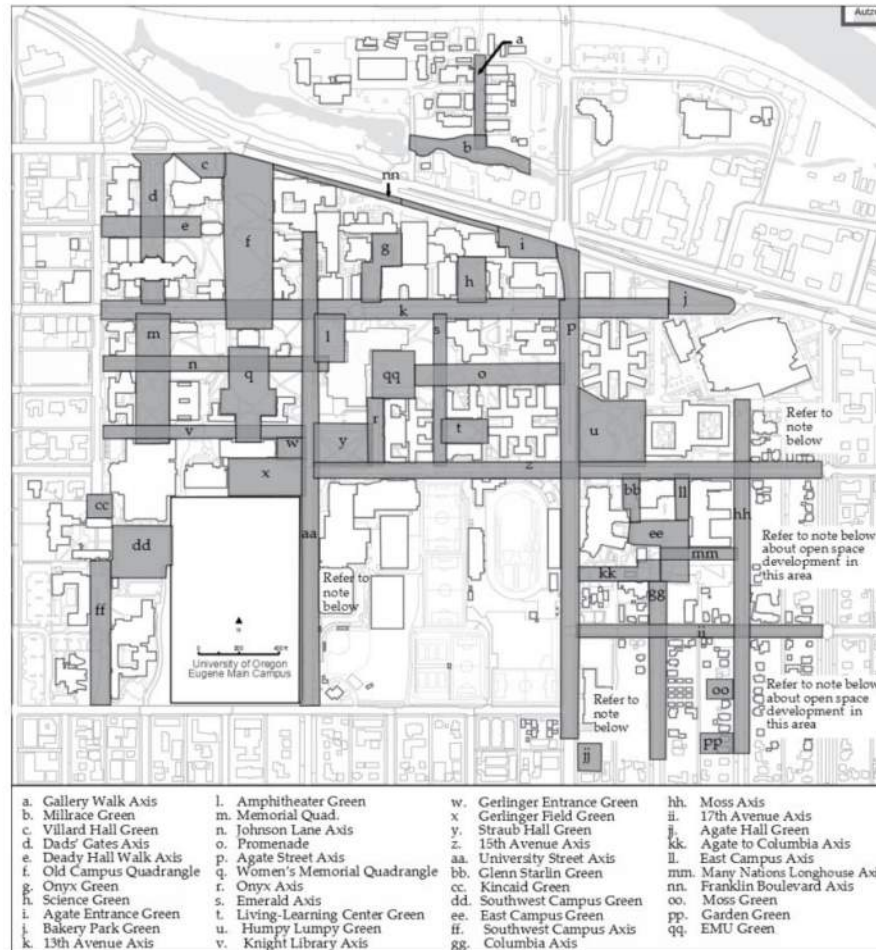 Autze
a
b
nn
c
d
e
f
g
i
h
j
k
p
m
l
s
n
q
qq
o
r
v
w
y
t
u
Refer to
note
below
x
z
bb
ll
cc
aa
hh
dd
ee
mm
Refer to note below
about open space
development in
this area
kk
Refer to
note
below
ff
gg
N
0 200 400 ft
University of Oregon
Eugene Main Campus
ii
Refer to
note
below
oo
Refer to note below
about open space
development in
this area
pp
jj
a. Gallery Walk Axis
b. Millrace Green
c. Villard Hall Green
d. Dads' Gates Axis
e. Deady Hall Walk Axis
f. Old Campus Quadrangle
g. Onyx Green
h. Science Green
i. Agate Entrance Green
j. Bakery Park Green
k. 13th Avenue Axis
l. Amphitheater Green
m. Memorial Quad.
n. Johnson Lane Axis
o. Promenade
p. Agate Street Axis
q. Women's Memorial Quadrangle
r. Onyx Axis
s. Emerald Axis
t. Living-Learning Center Green
u. Humpy Lumpy Green
v. Knight Library Axis
w. Gerlinger Entrance Green
x Gerlinger Field Green
y. Straub Hall Green
z. 15th Avenue Axis
aa. University Street Axis
bb. Glenn Starlin Green
cc. Kincaid Green
dd. Southwest Campus Green
ee. East Campus Green
ff. Southwest Campus Axis
gg. Columbia Axis
hh. Moss Axis
ii. 17th Avenue Axis
jj. Agate Hall Green
kk. Agate to Columbia Axis
ll. East Campus Axis
mm. Many Nations Longhouse Axis
nn. Franklin Boulevard Axis
oo. Moss Green
pp. Garden Green
qq. EMU Green